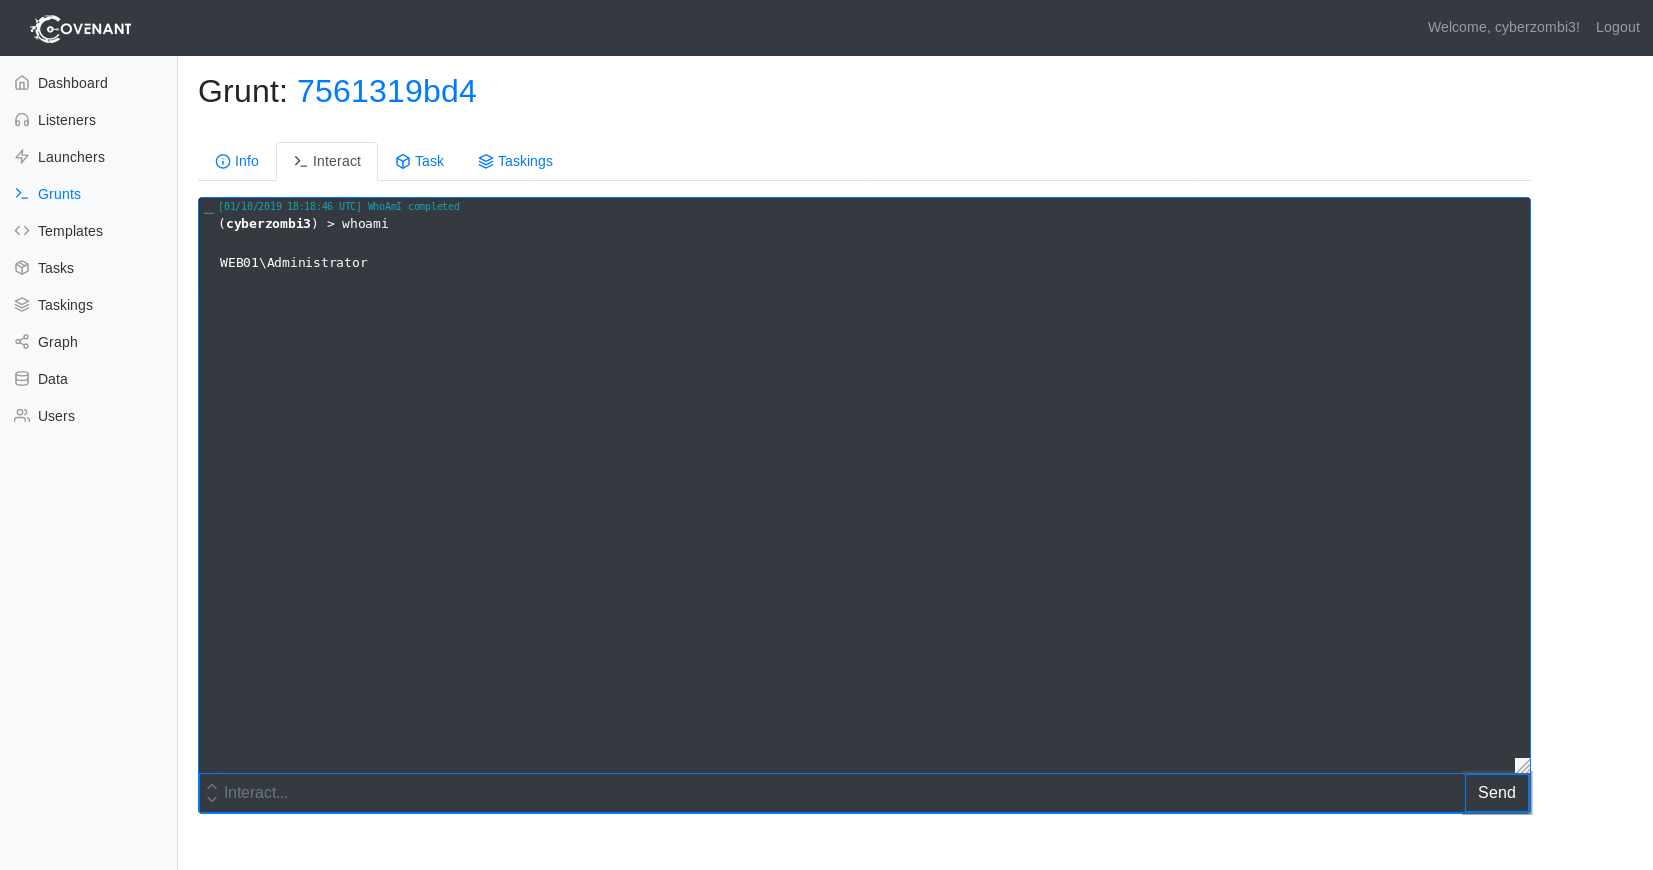 COVENANT
Welcome, cyberzombi3! Logout
Dashboard
Listeners
Launchers
Grunts
Templates
Tasks
Taskings
Graph
Data
Users
Grunt: 7561319bd4
Info Interact Task Taskings
[01/10/2019 18:18:46 UTC] WhoAmI completed
(cyberzombi3) > whoami
WEB01\Administrator
Interact...
Send